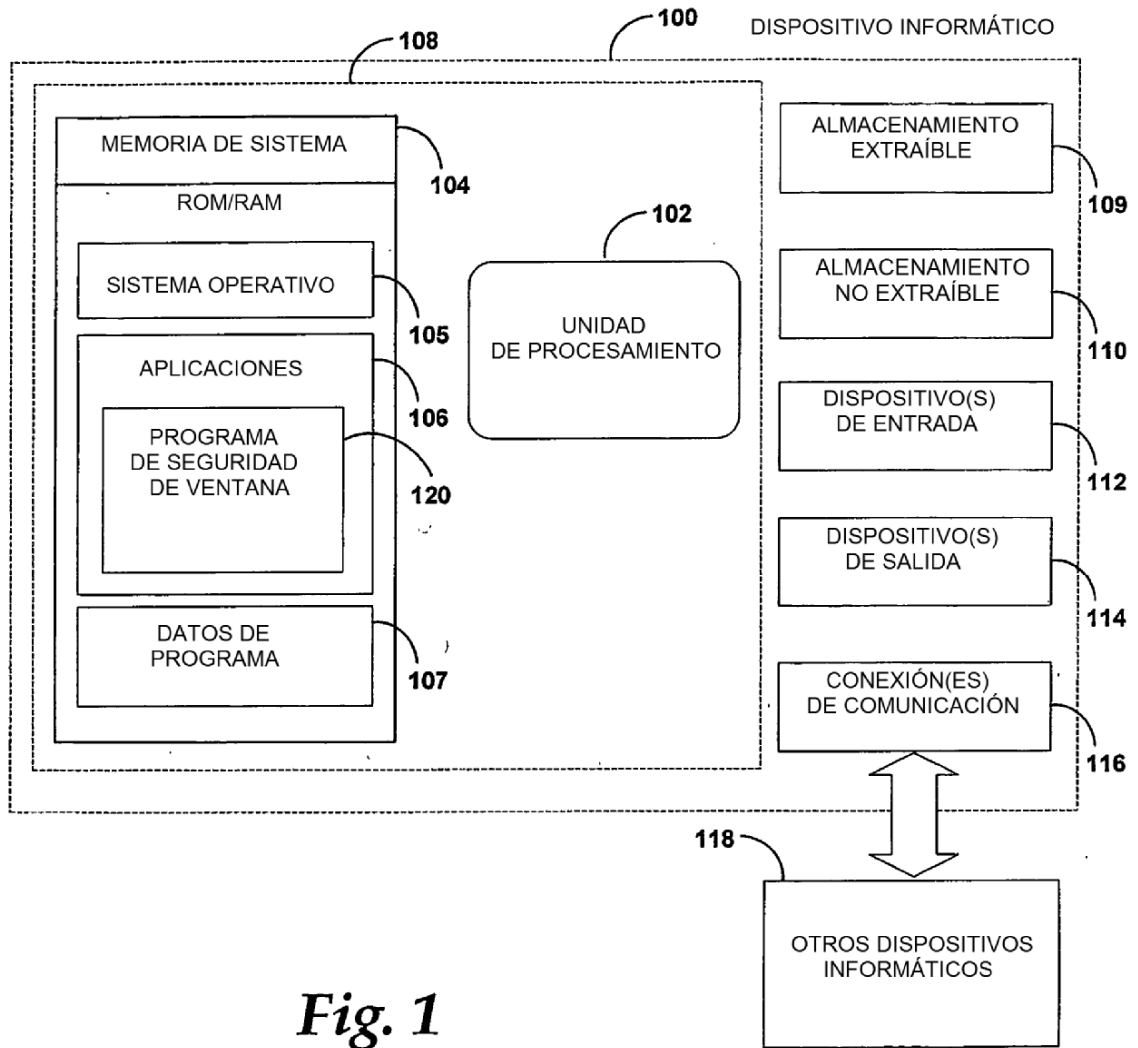 100
DISPOSITIVO INFORMÁTICO
108
MEMORIA DE SISTEMA
104
ROM/RAM
SISTEMA OPERATIVO
105
APLICACIONES
106
PROGRAMA
DE SEGURIDAD
DE VENTANA
120
DATOS DE
PROGRAMA
107
102
UNIDAD
DE PROCESAMIENTO
ALMACENAMIENTO
EXTRAÍBLE
109
ALMACENAMIENTO
NO EXTRAÍBLE
110
DISPOSITIVO(S)
DE ENTRADA
112
DISPOSITIVO(S)
DE SALIDA
114
CONEXIÓN(ES)
DE COMUNICACIÓN
116
118
OTROS DISPOSITIVOS
INFORMÁTICOS
Fig. 1